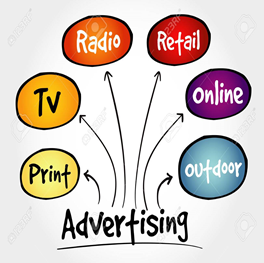 Radio
Retail
TV
Online
Print
Outdoor
Advertising